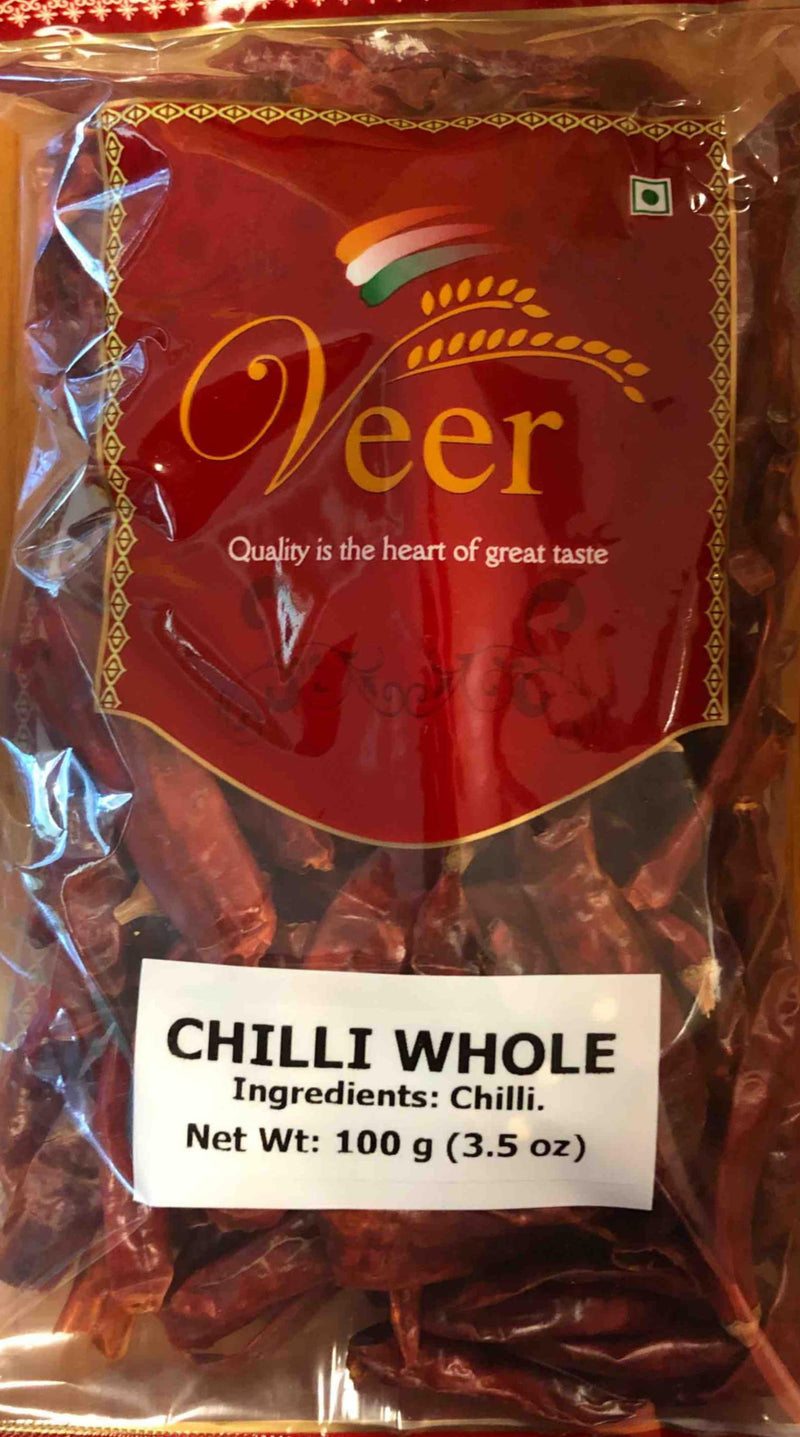 Veer
Quality is the heart of great taste
CHILLI WHOLE
Ingredients: Chilli.
Net Wt: 100 g (3.5 oz)